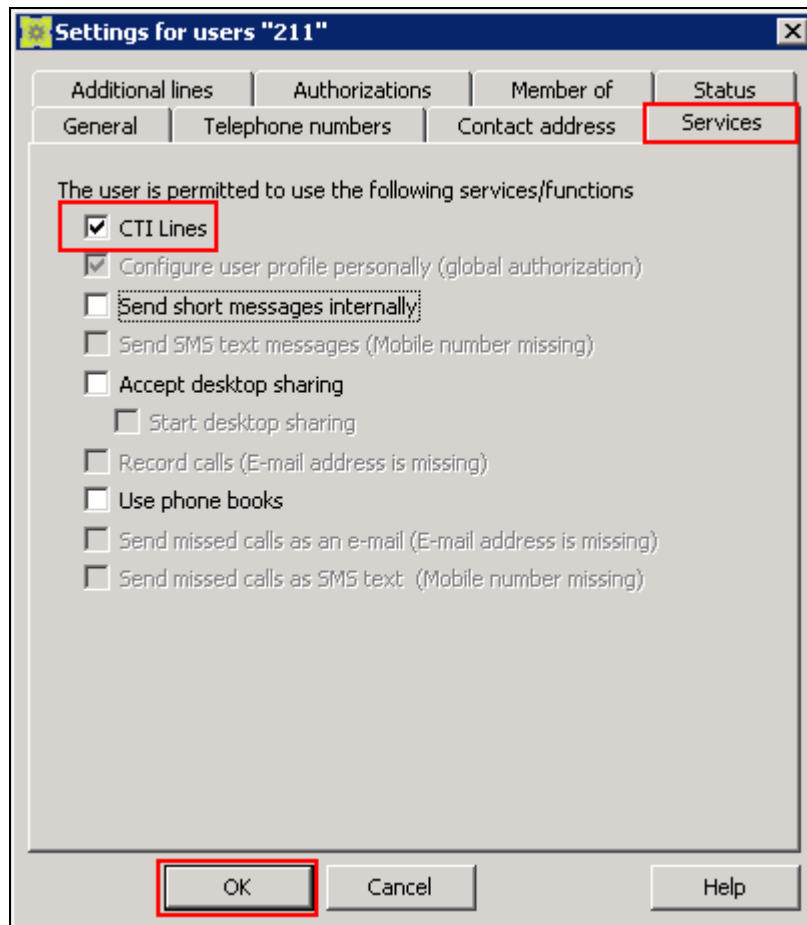 Settings for users "211"
Additional lines Authorizations Member of Status
General Telephone numbers Contact address Services
The user is permitted to use the following services/functions
CTI Lines
Configure user profile personally (global authorization)
Send short messages internally
Send SMS text messages (Mobile number missing)
Accept desktop sharing
Start desktop sharing
Record calls (E-mail address is missing)
Use phone books
Send missed calls as an e-mail (E-mail address is missing)
Send missed calls as SMS text (Mobile number missing)
OK Cancel Help